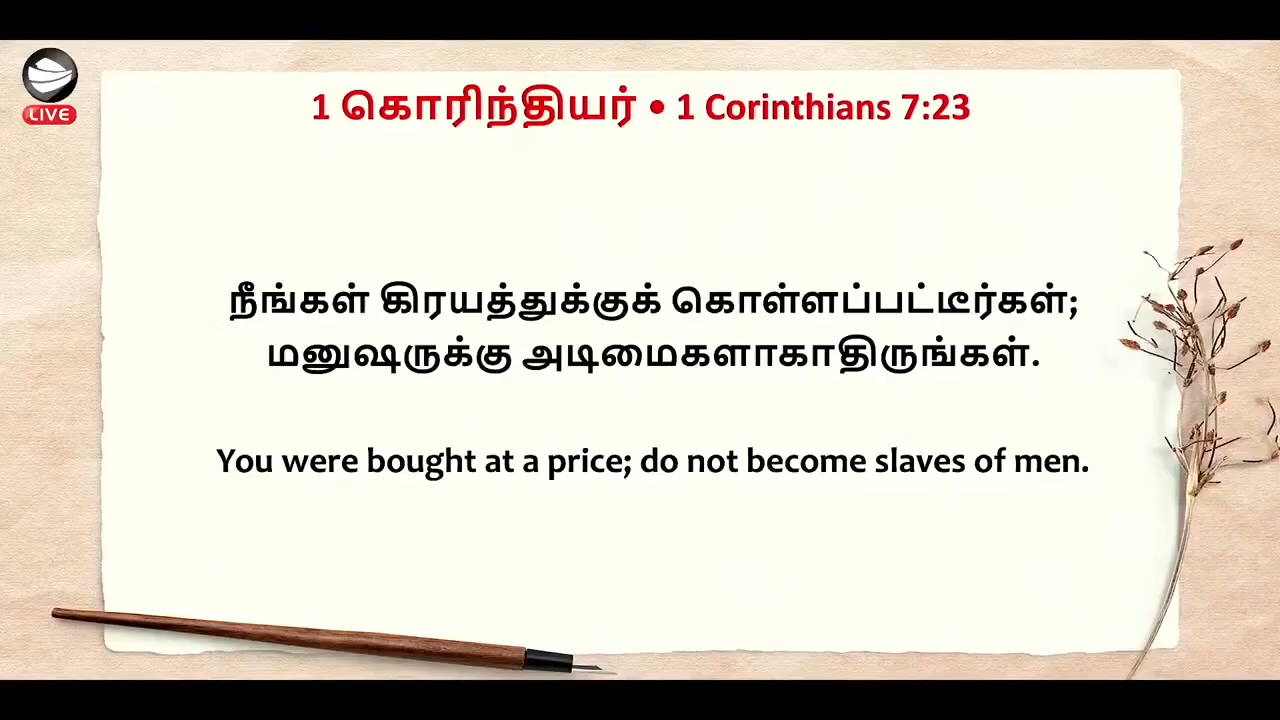 LIVE
1 கொரிந்தியர் • 1 Corinthians 7:23
நீங்கள் கிரயத்துக்குக் கொள்ளப்பட்டீர்கள்;
மனுஷருக்கு அடிமைகளாகாதிருங்கள்.
You were bought at a price; do not become slaves of men.